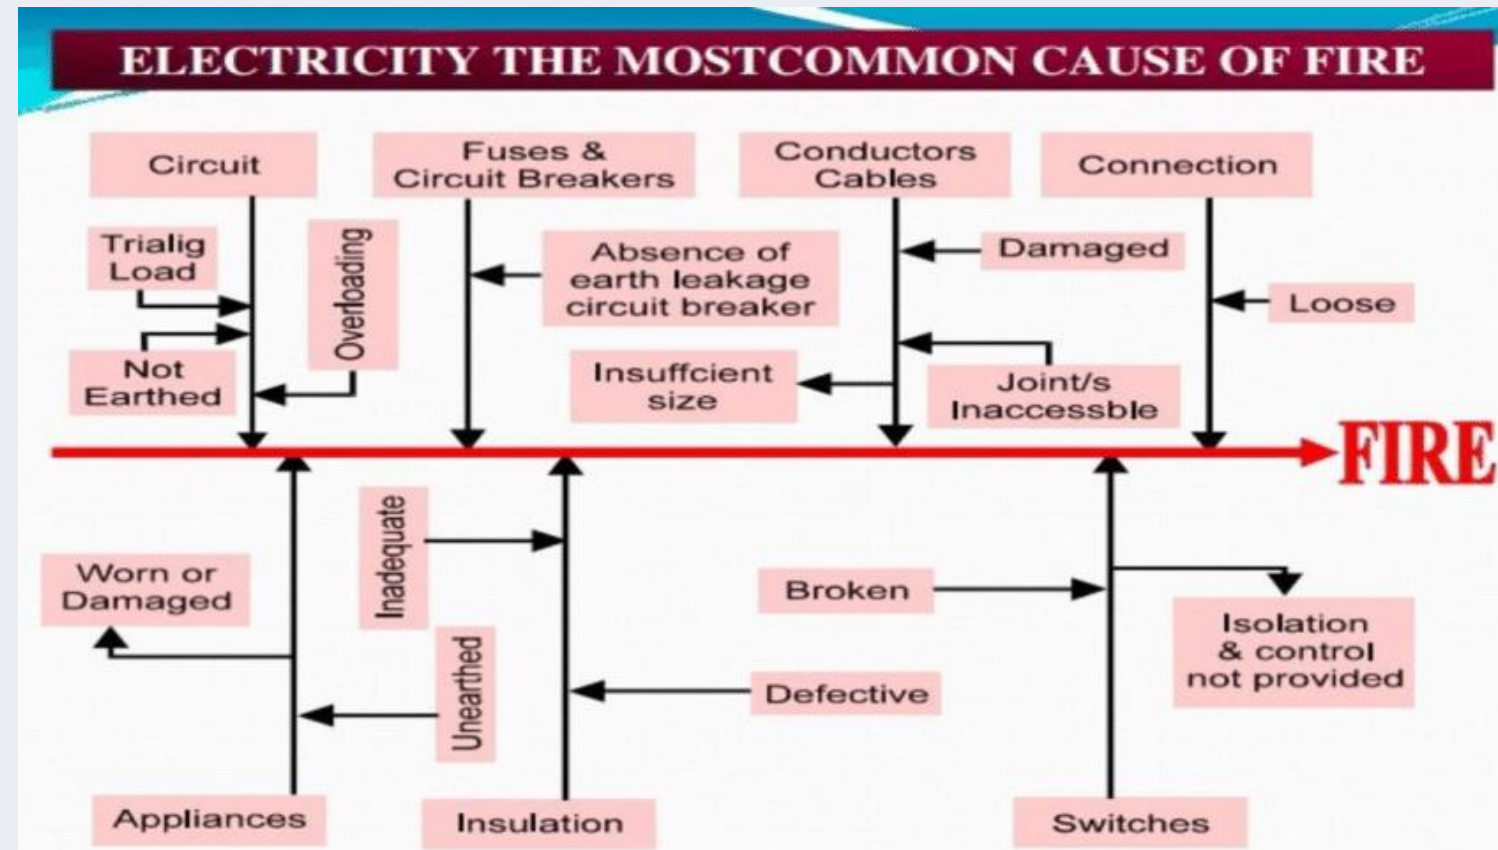 ELECTRICITY THE MOSTCOMMON CAUSE OF FIRE
Circuit
Fuses &
Circuit Breakers
Conductors
Cables
Connection
Trialig
Load
Overloading
Absence of
earth leakage
circuit breaker
Damaged
Loose
Not
Earthed
Insuffcient
size
Joint/s
Inaccessble
FIRE
Inadequate
Worn or
Damaged
Broken
Isolation
& control
not provided
Unearthed
Defective
Appliances
Insulation
Switches